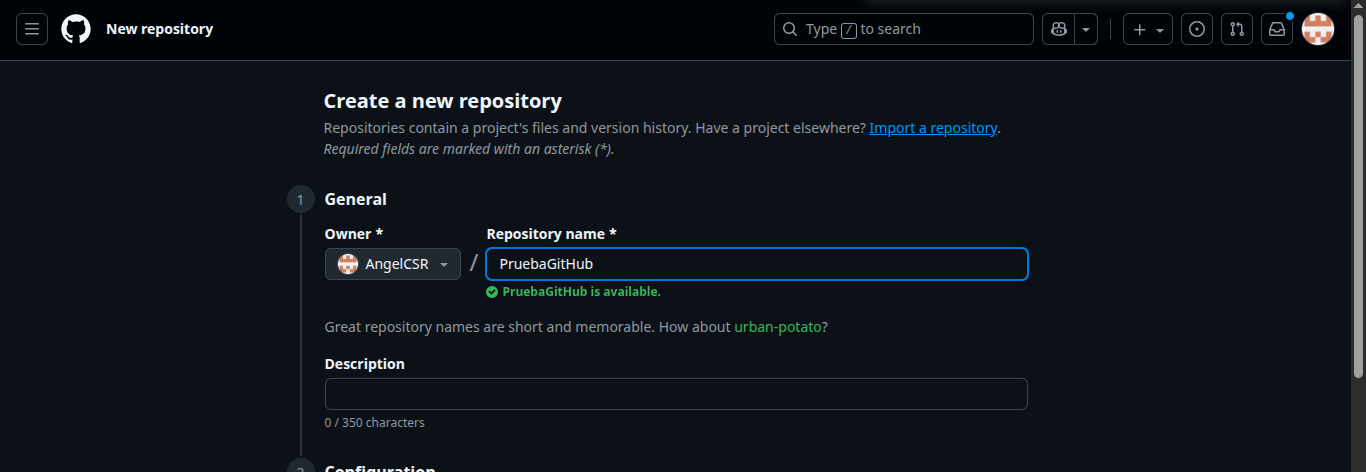 New repository
Type / to search
Create a new repository
Repositories contain a project's files and version history. Have a project elsewhere? Import a repository.
Required fields are marked with an asterisk (*).
1 General
Owner * Repository name *
AngelCSR / PruebaGitHub
PruebaGitHub is available.
Great repository names are short and memorable. How about urban-potato?
Description
0 / 350 characters
2 Configuration